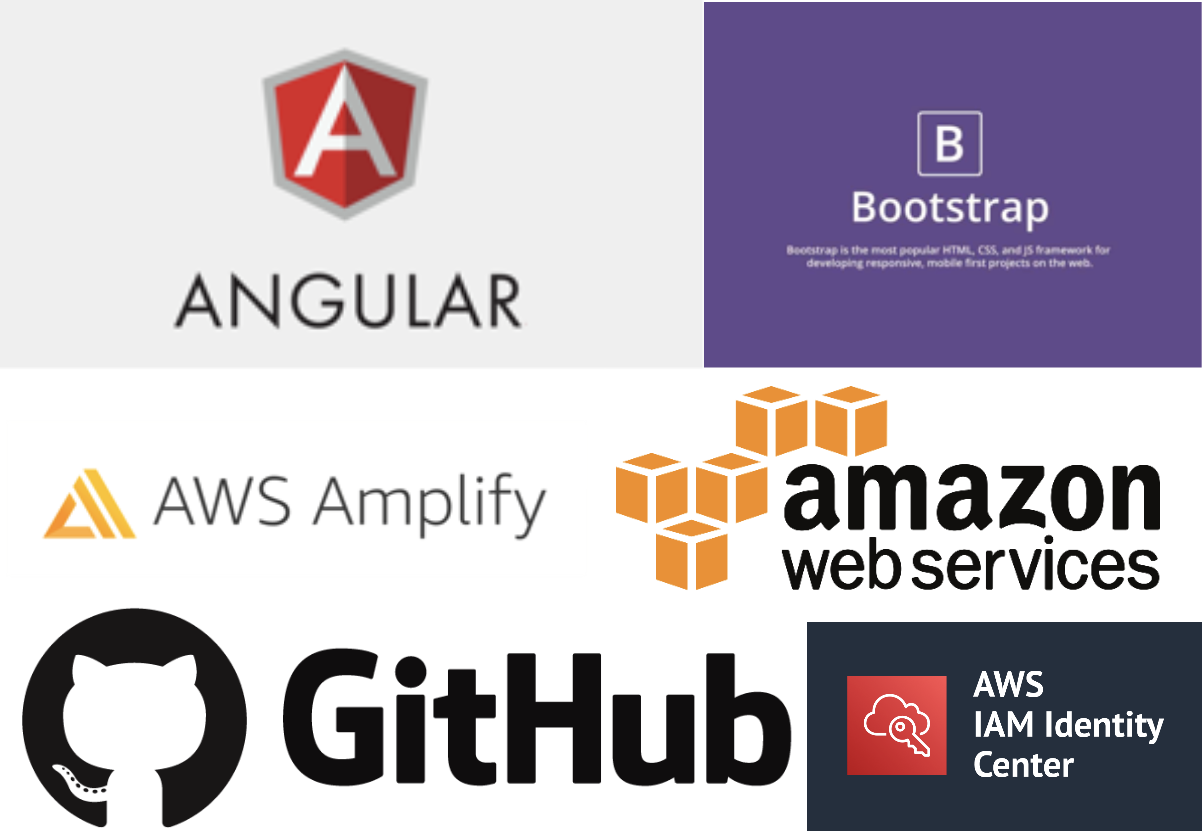 A
ANGULAR
B
Bootstrap
Bootstrap is the most popular HTML, CSS, and JS framework for
developing responsive, mobile first projects on the web.
AWS Amplify
amazon
web services
GitHub
AWS
IAM Identity
Center